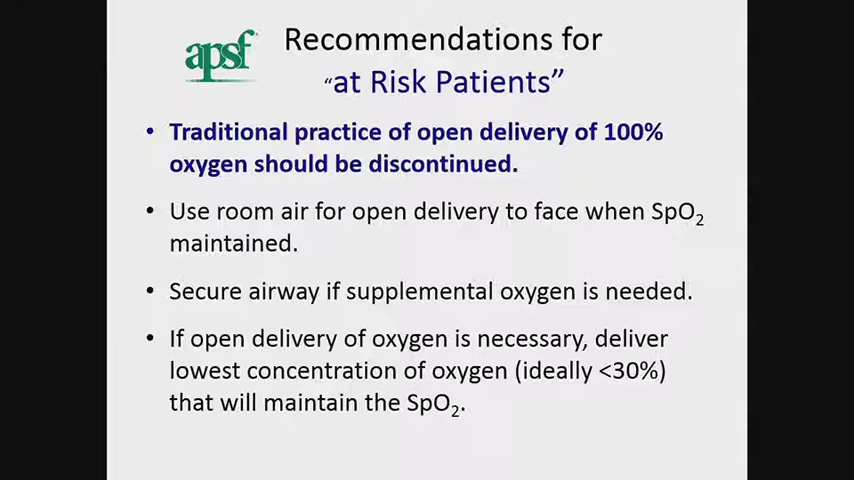 apsf
Recommendations for
“at Risk Patients”
• Traditional practice of open delivery of 100%
oxygen should be discontinued.
• Use room air for open delivery to face when SpO₂
maintained.
• Secure airway if supplemental oxygen is needed.
• If open delivery of oxygen is necessary, deliver
lowest concentration of oxygen (ideally <30%)
that will maintain the SpO₂.